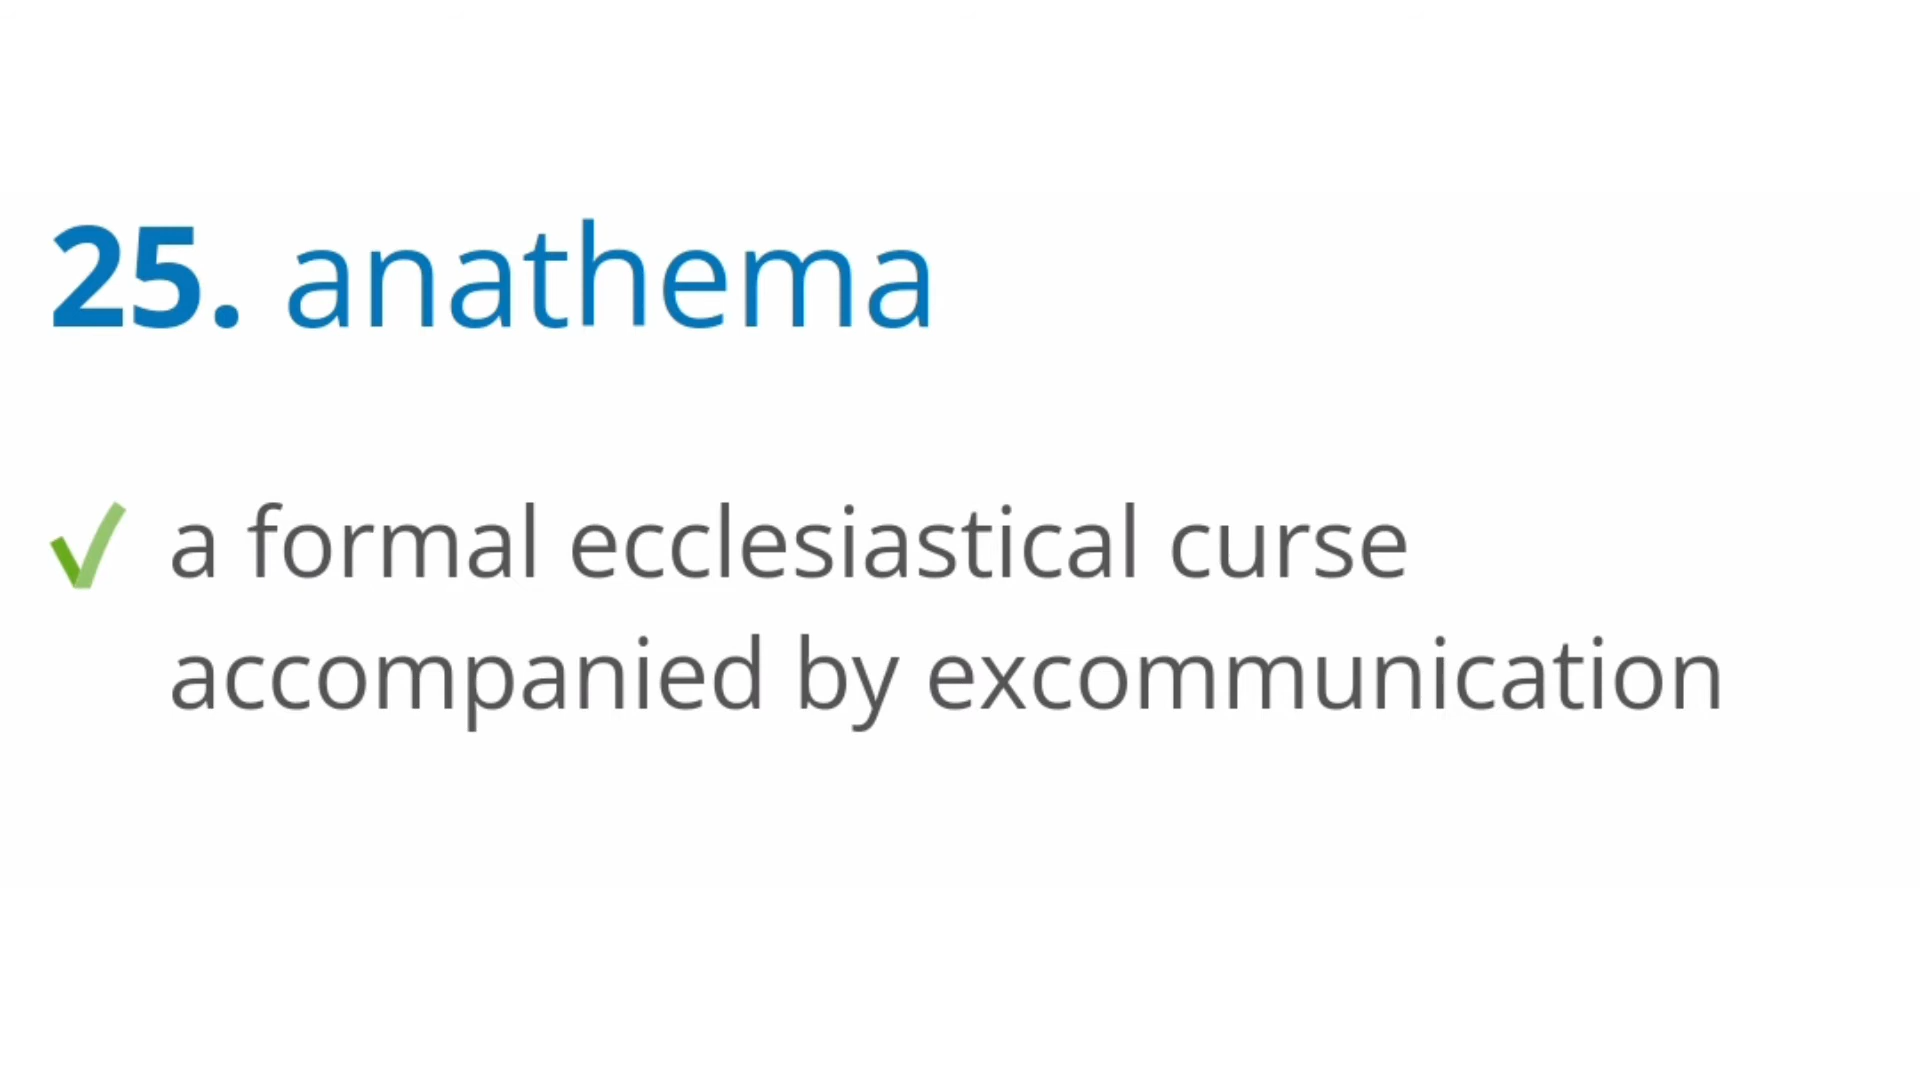 25. anathema
✓ a formal ecclesiastical curse
accompanied by excommunication